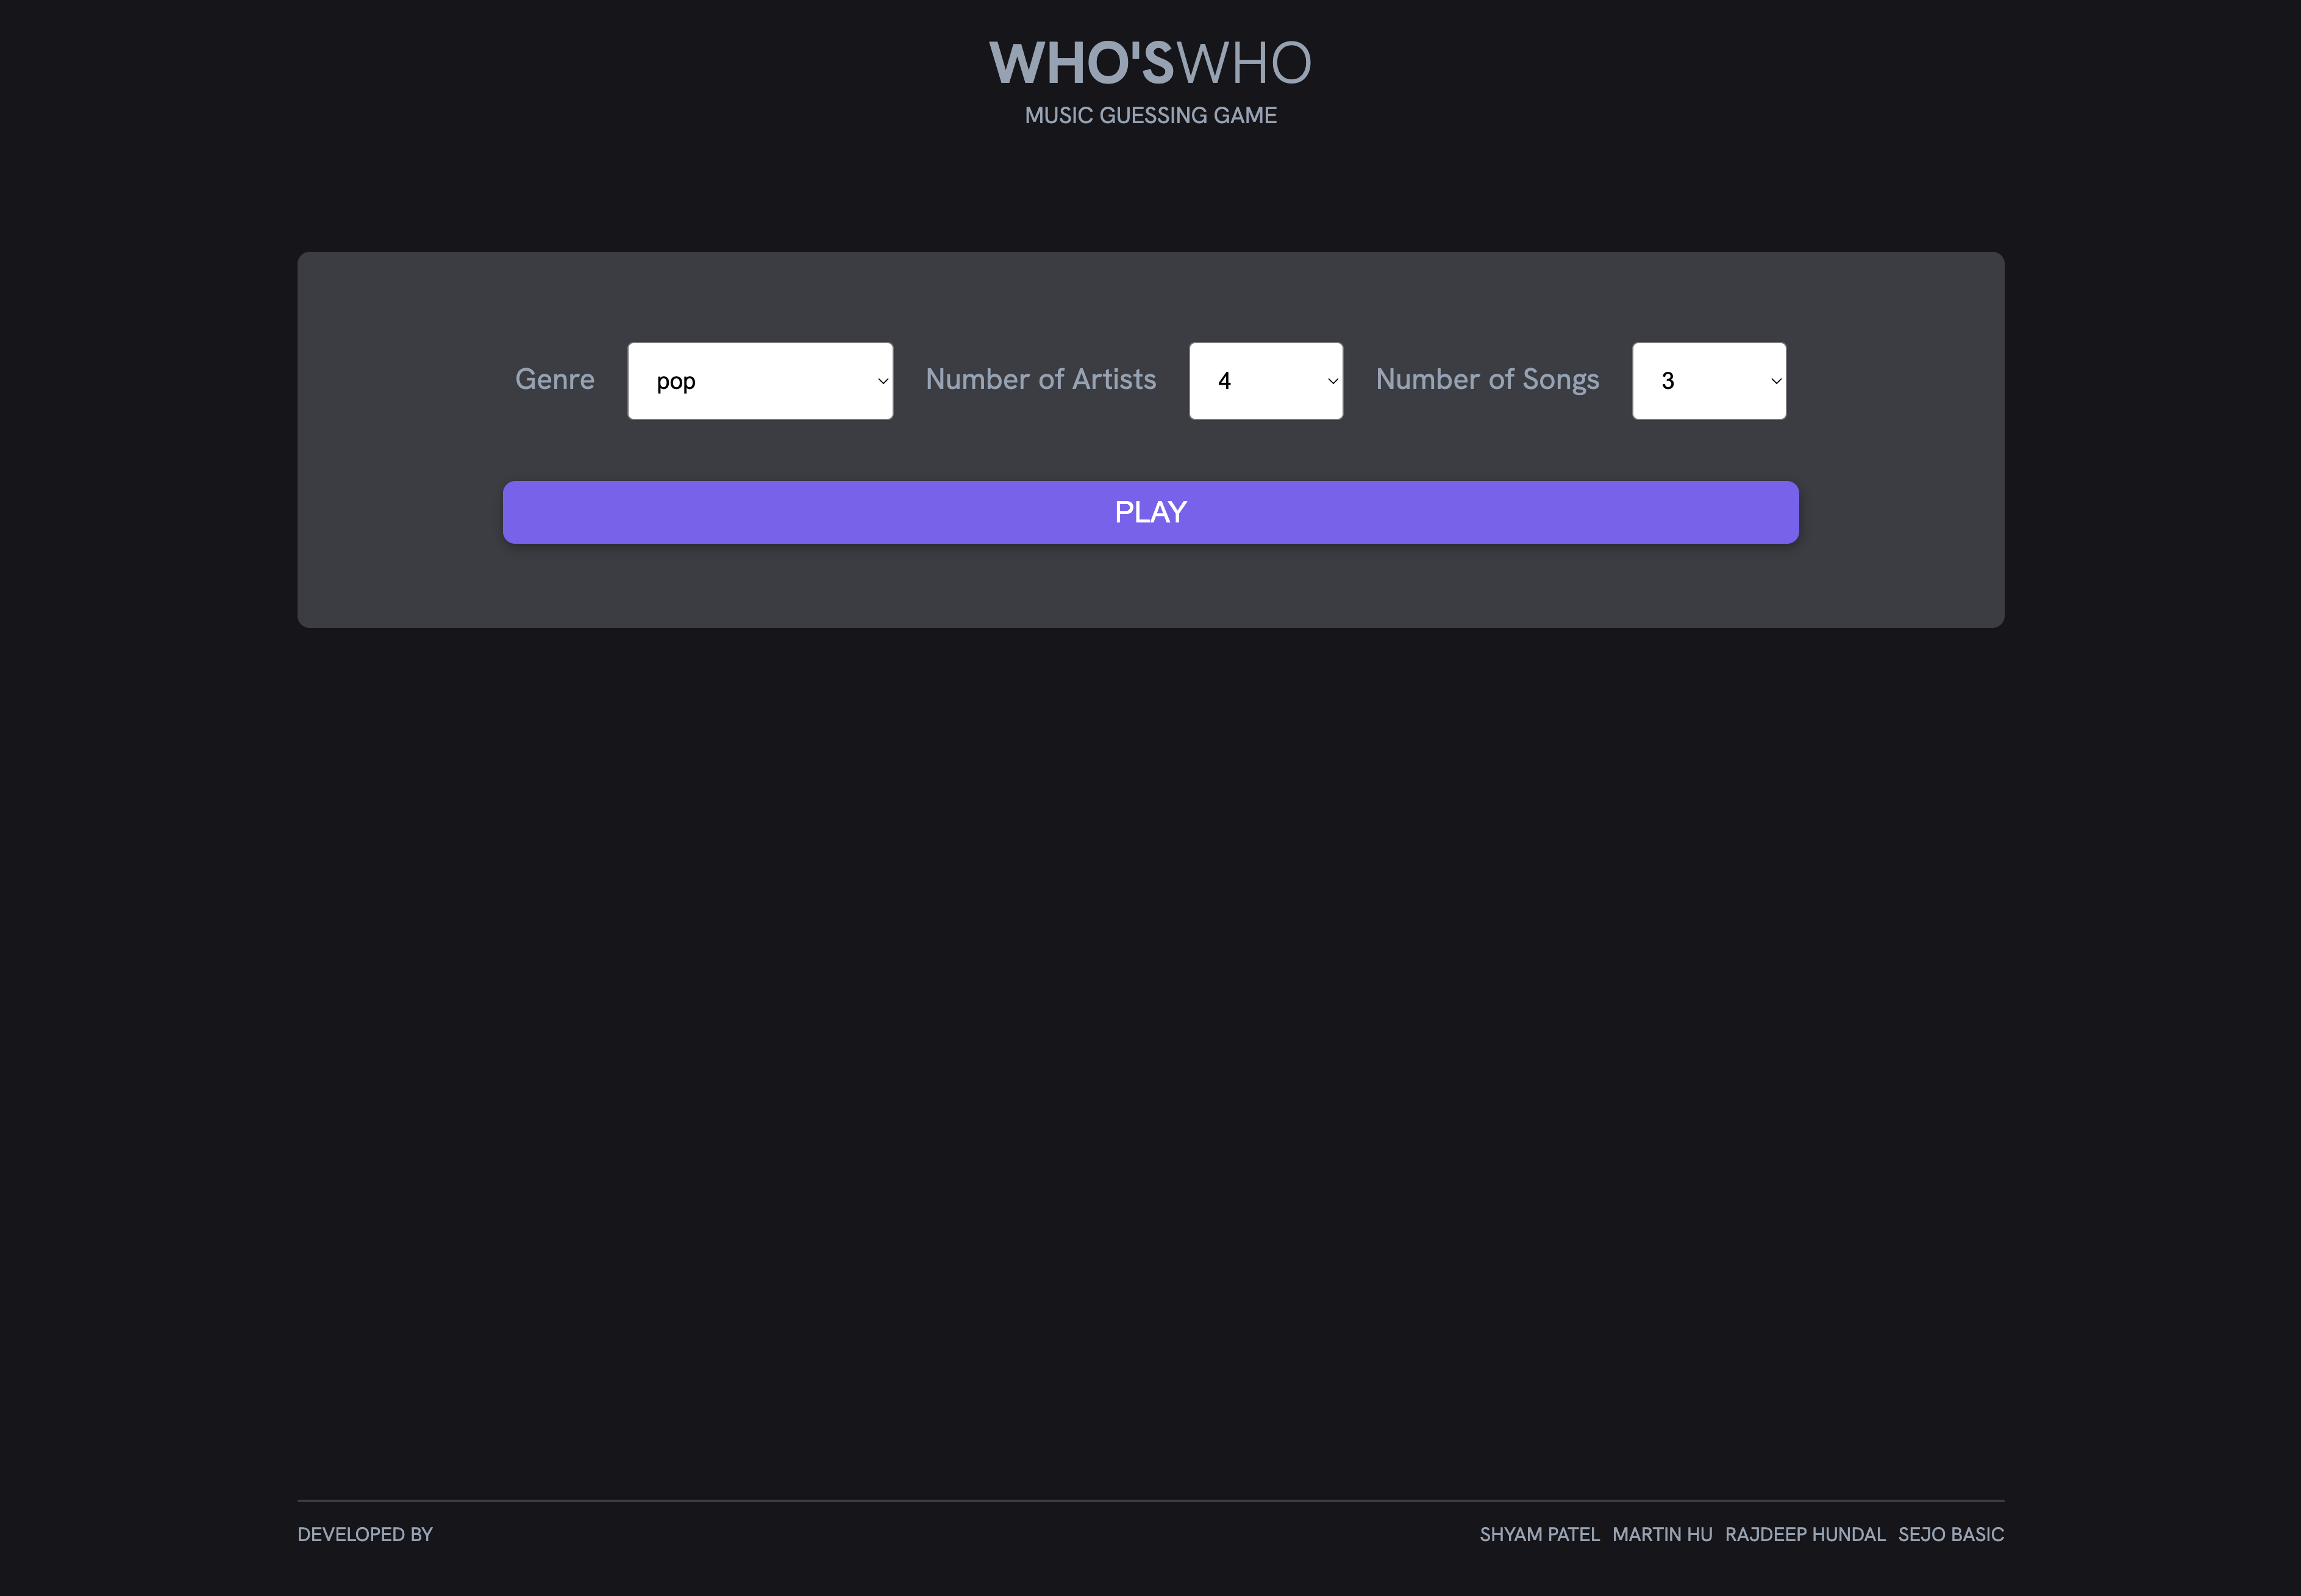 WHO'SWHO
MUSIC GUESSING GAME
Genre pop Number of Artists 4 Number of Songs 3
PLAY
DEVELOPED BY SHYAM PATEL MARTIN HU RAJDEEP HUNDAL SEJO BASIC